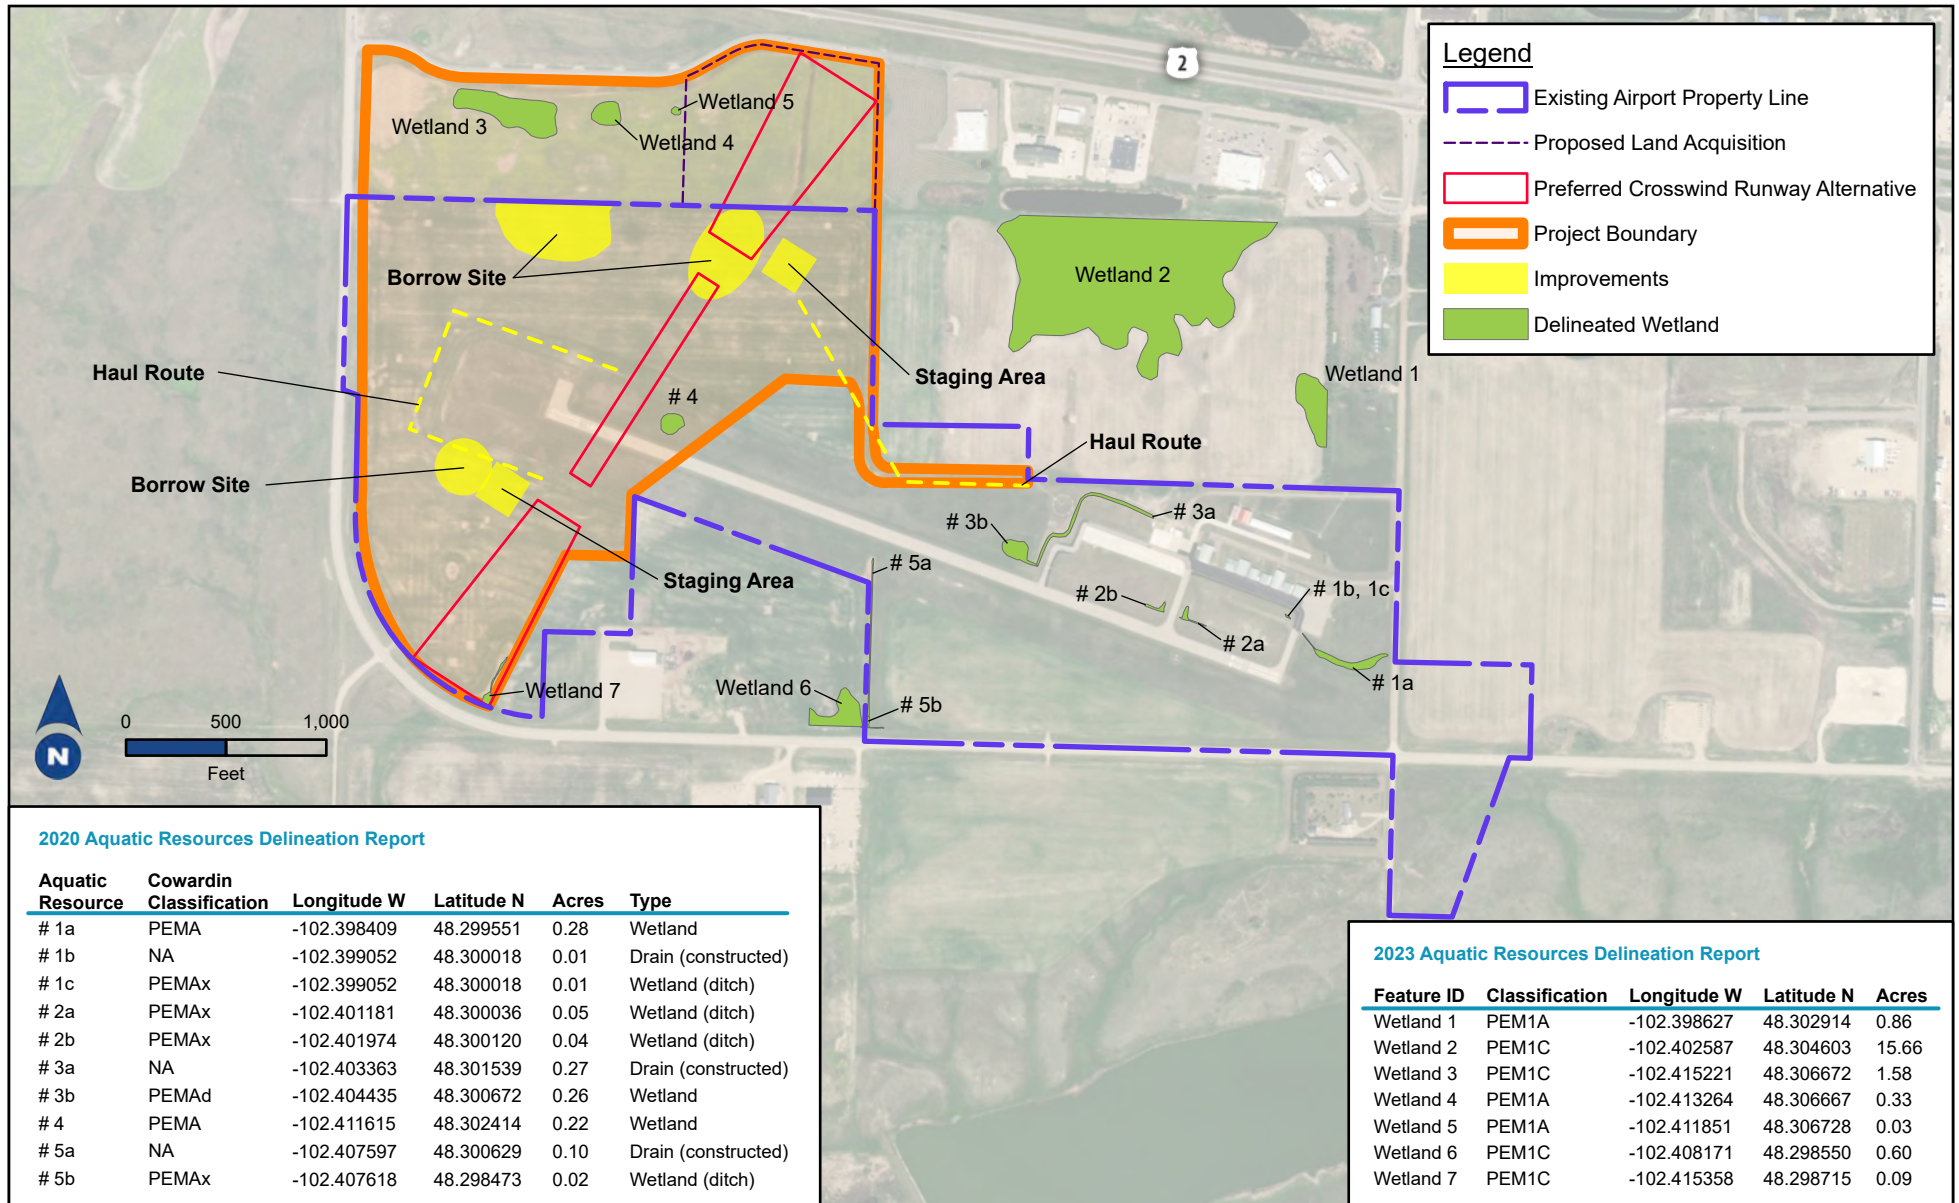 2
Legend
Existing Airport Property Line
Proposed Land Acquisition
Preferred Crosswind Runway Alternative
Project Boundary
Improvements
Delineated Wetland
Wetland 5
Wetland 3
Wetland 4
Wetland 2
Borrow Site
Wetland 1
Haul Route
Staging Area
# 4
Haul Route
Borrow Site
# 3a
# 3b
# 5a
Staging Area
# 1b, 1c
# 2b
# 2a
# 1a
Wetland 7
Wetland 6
# 5b
N
0 500 1,000
Feet
2020 Aquatic Resources Delineation Report
Aquatic Resource Cowardin Classification Longitude W Latitude N Acres Type
# 1a PEMA -102.398409 48.299551 0.28 Wetland
# 1b NA -102.399052 48.300018 0.01 Drain (constructed)
# 1c PEMAx -102.399052 48.300018 0.01 Wetland (ditch)
# 2a PEMAx -102.401181 48.300036 0.05 Wetland (ditch)
# 2b PEMAx -102.401974 48.300120 0.04 Wetland (ditch)
# 3a NA -102.403363 48.301539 0.27 Drain (constructed)
# 3b PEMAd -102.404435 48.300672 0.26 Wetland
# 4 PEMA -102.411615 48.302414 0.22 Wetland
# 5a NA -102.407597 48.300629 0.10 Drain (constructed)
# 5b PEMAx -102.407618 48.298473 0.02 Wetland (ditch)
2023 Aquatic Resources Delineation Report
Feature ID Classification Longitude W Latitude N Acres
Wetland 1 PEM1A -102.398627 48.302914 0.86
Wetland 2 PEM1C -102.402587 48.304603 15.66
Wetland 3 PEM1C -102.415221 48.306672 1.58
Wetland 4 PEM1A -102.413264 48.306667 0.33
Wetland 5 PEM1A -102.411851 48.306728 0.03
Wetland 6 PEM1C -102.408171 48.298550 0.60
Wetland 7 PEM1C -102.415358 48.298715 0.09